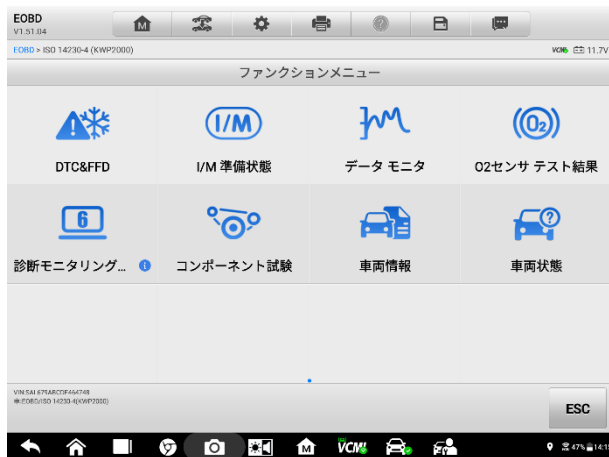 EOBD
V1.51.04
EOBD > ISO 14230-4 (KWP2000)
VCMI 11.7V
ファンクションメニュー
I/M
O2
DTC&FFD
I/M 準備状態
データ モニタ
O2センサ テスト結果
6
診断モニタリング...
コンポーネント試験
車両情報
車両状態
車:EOBD/ISO 14230-4(KWP2000)
ESC
M
VCMI
47%